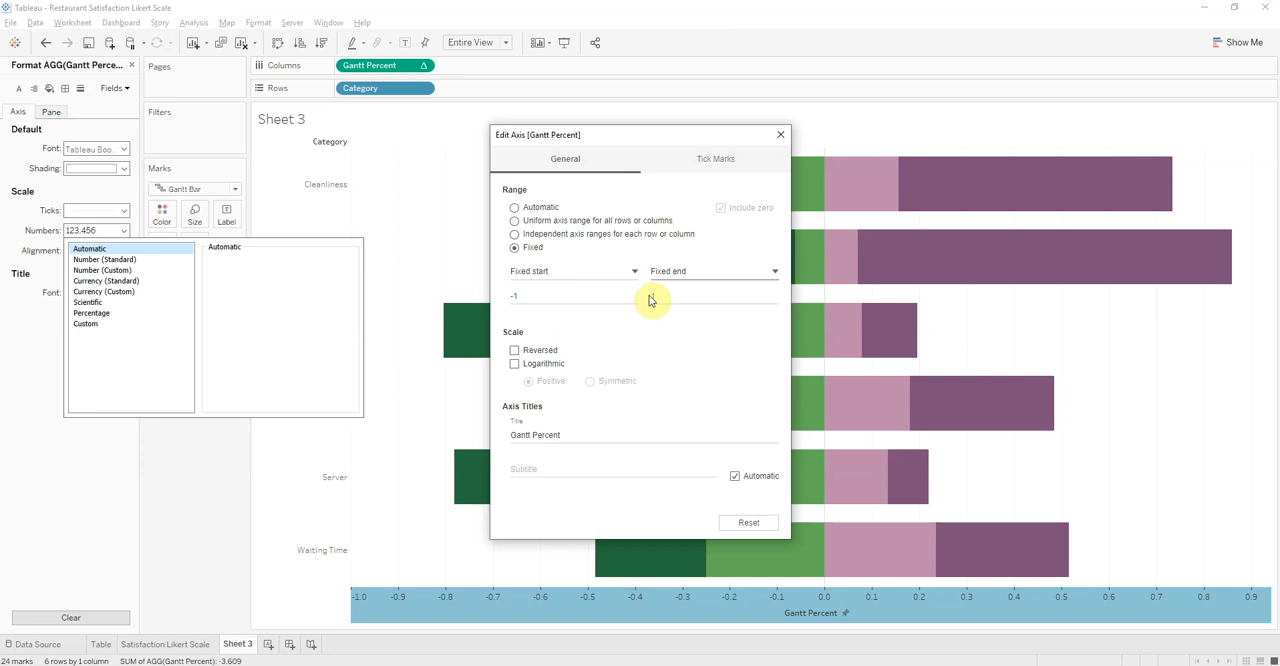 Tableau - Restaurant Satisfaction Likert Scale
File Data Worksheet Dashboard Story Analysis Map Format Server Window Help
Entire View
Show Me
Format AGG(Gantt Perce...
Fields
Axis Pane
Default
Font: Tableau Boo...
Shading:
Scale
Ticks:
Numbers: 123.456
Alignment:
Title
Font:
Automatic
Number (Standard)
Number (Custom)
Currency (Standard)
Currency (Custom)
Scientific
Percentage
Custom
Automatic
Clear
Pages
Filters
Marks
Gantt Bar
Color Size Label
Columns Gantt Percent
Rows Category
Sheet 3
Category
Cleanliness
Server
Waiting Time
Edit Axis [Gantt Percent]
General Tick Marks
Range
Automatic
Include zero
Uniform axis range for all rows or columns
Independent axis ranges for each row or column
Fixed
Fixed start Fixed end
-1
Scale
Reversed
Logarithmic
Positive Symmetric
Axis Titles
Title
Gantt Percent
Subtitle
Automatic
Reset
-1.0 -0.9 -0.8 -0.7 -0.6 -0.5 -0.4 -0.3 -0.2 -0.1 0.0 0.1 0.2 0.3 0.4 0.5 0.6 0.7 0.8 0.9
Gantt Percent
Data Source Table Satisfaction Likert Scale Sheet 3
24 marks 6 rows by 1 column SUM of AGG(Gantt Percent): -3.609